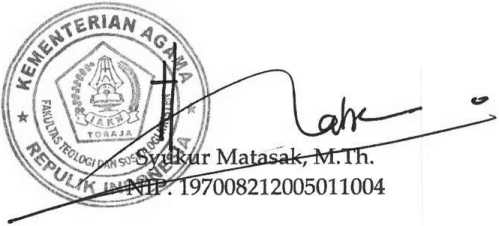 KEMENTERIAN AGAMA
IAKN
TORAJA
FAKULTAS TEOLOGI DAN SOSIOLOGI
REPUBLIK INDONESIA
Syukur Matasak, M.Th.
NIP. 197008212005011004